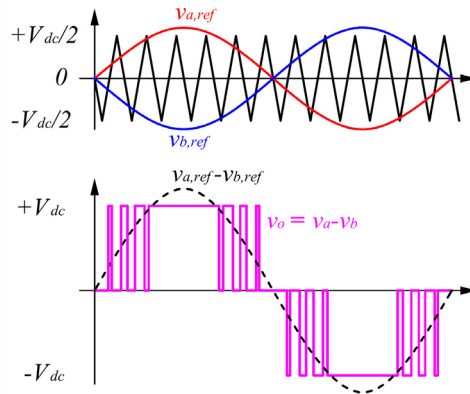 +Vdc/2
va,ref
0
-Vdc/2
vb,ref
va,ref-vb,ref
+Vdc
vo = va-vb
-Vdc